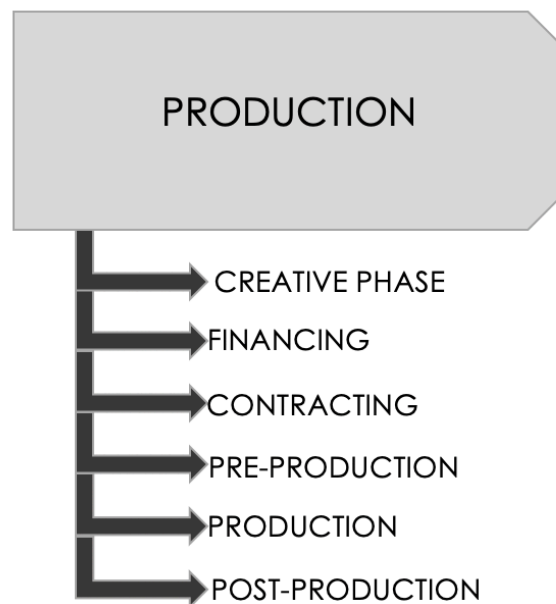 PRODUCTION
CREATIVE PHASE
FINANCING
CONTRACTING
PRE-PRODUCTION
PRODUCTION
POST-PRODUCTION